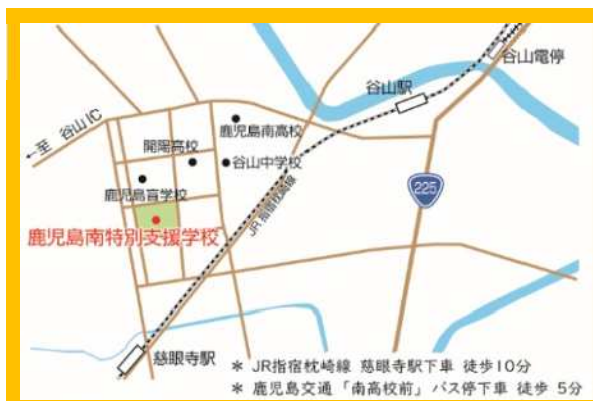 谷山電停
谷山駅
←至 谷山IC
鹿児島南高校
開陽高校
谷山中学校
鹿児島盲学校
225
JR指宿枕崎線
鹿児島南特別支援学校
慈眼寺駅
* JR指宿枕崎線 慈眼寺駅下車 徒歩10分
* 鹿児島交通「南高校前」バス停下車 徒歩 5分